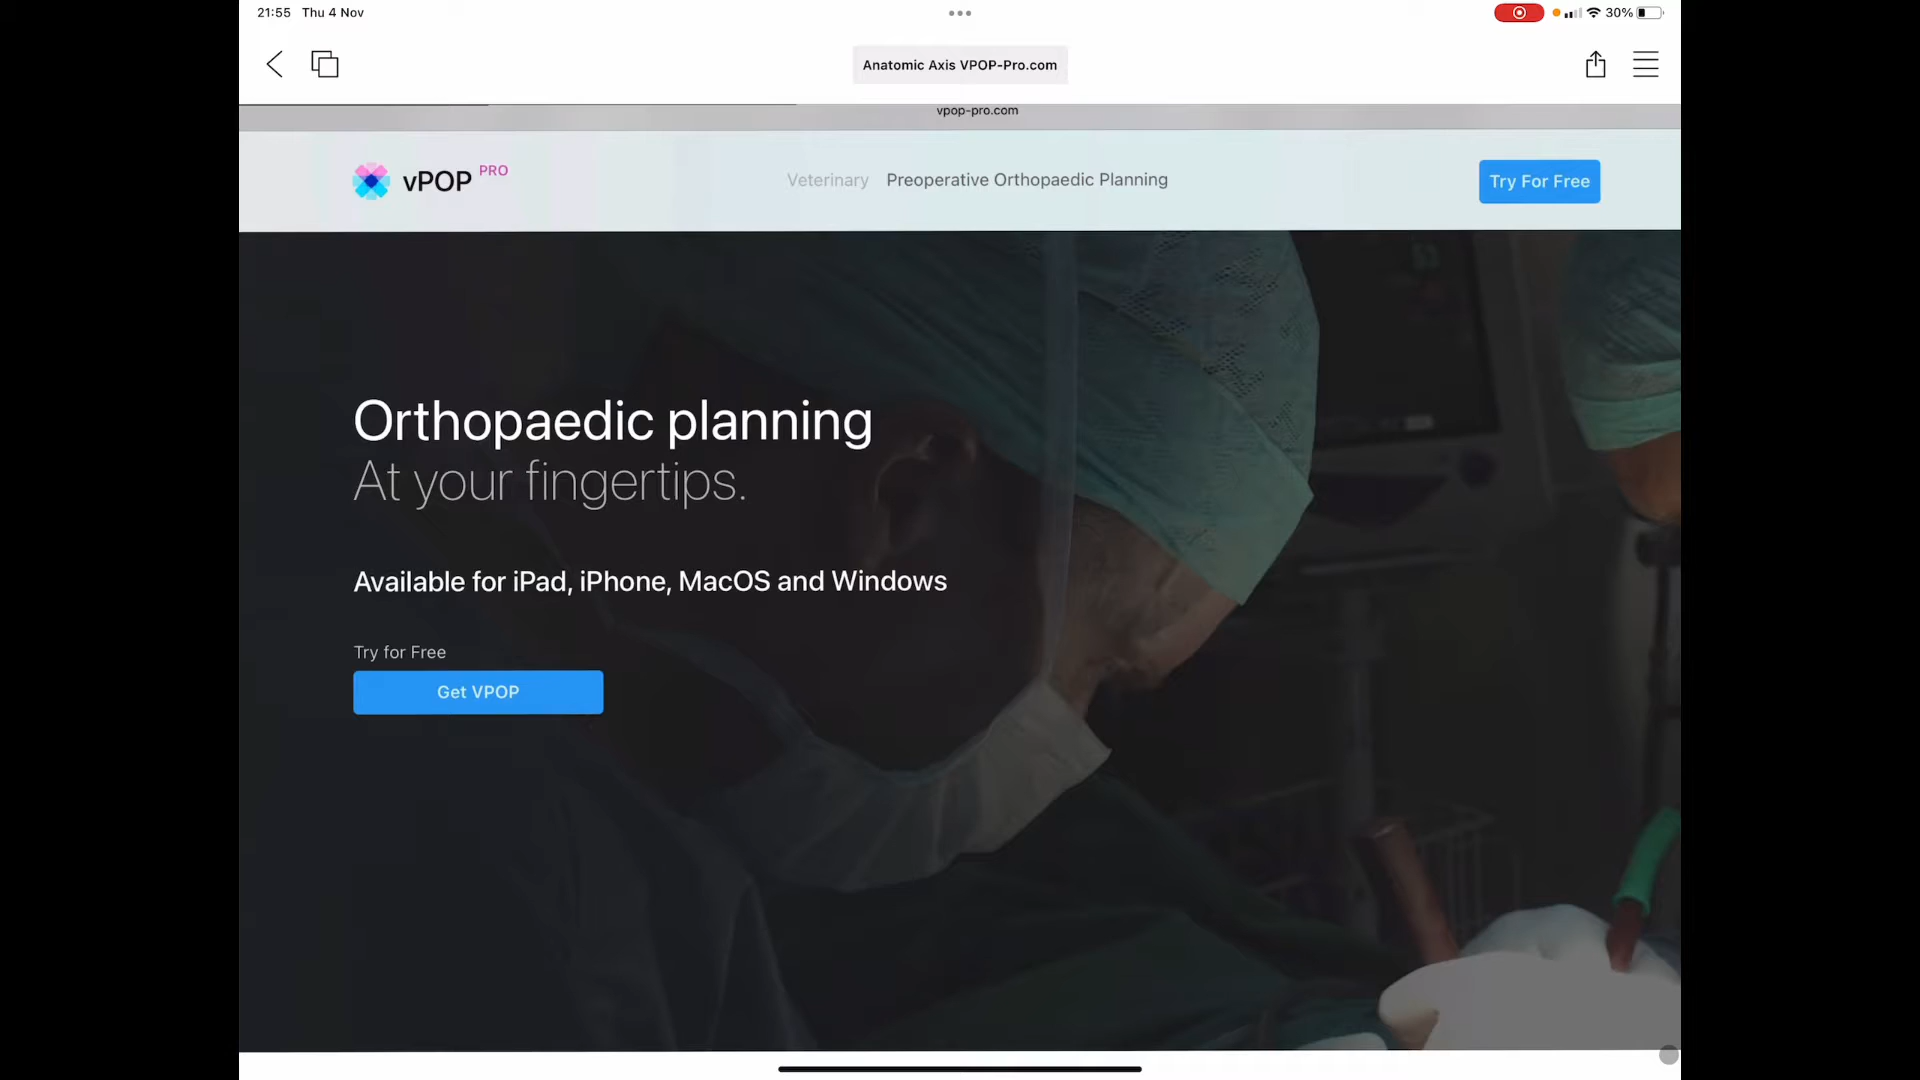 21:55 Thu 4 Nov
30%
Anatomic Axis VPOP-Pro.com
vpop-pro.com
vPOP PRO
Veterinary Preoperative Orthopaedic Planning
Try For Free
Orthopaedic planning
At your fingertips.
Available for iPad, iPhone, MacOS and Windows
Try for Free
Get VPOP